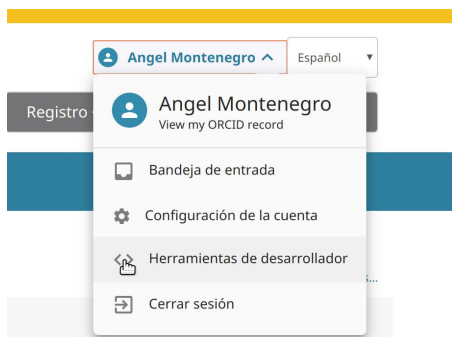 Angel Montenegro
Español
Registro
Angel Montenegro
View my ORCID record
Bandeja de entrada
Configuración de la cuenta
Herramientas de desarrollador
Cerrar sesión